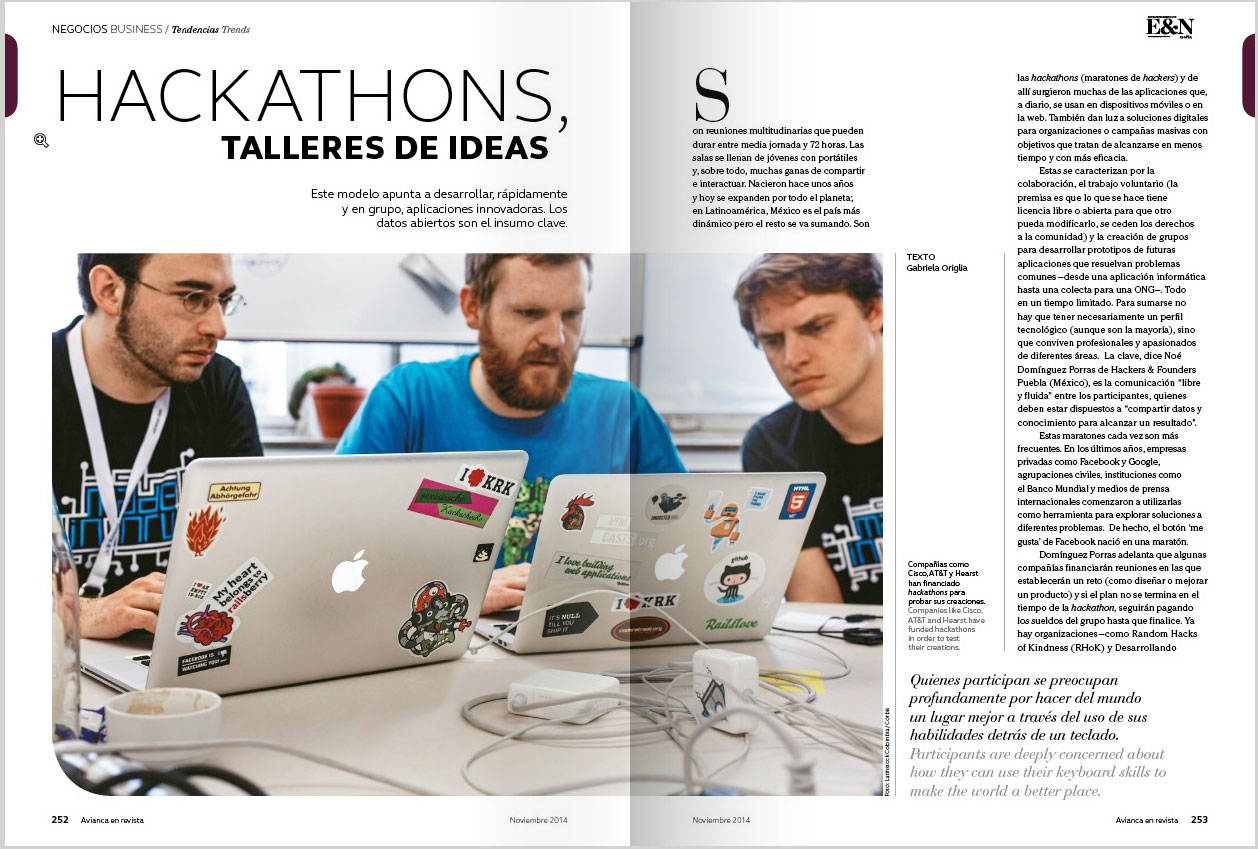 NEGOCIOS BUSINESS / Tendencias Trends
E&N
HACKATHONS,
TALLERES DE IDEAS
Este modelo apunta a desarrollar, rápidamente
y en grupo, aplicaciones innovadoras. Los
datos abiertos son el insumo clave.
S
on reuniones multitudinarias que pueden
durar entre media jornada y 72 horas. Las
salas se llenan de jóvenes con portátiles
y, sobre todo, muchas ganas de compartir
e interactuar. Nacieron hace unos años
y hoy se expanden por todo el planeta;
en Latinoamérica, México es el país más
dinámico pero el resto se va sumando. Son
las hackathons (maratones de hackers) y de
allí surgieron muchas de las aplicaciones que,
a diario, se usan en dispositivos móviles o en
la web. También dan luz a soluciones digitales
para organizaciones o campañas masivas con
objetivos que tratan de alcanzarse en menos
tiempo y con más eficacia.
Estas se caracterizan por la
colaboración, el trabajo voluntario (la
premisa es que lo que se hace tiene
licencia libre o abierta para que otro
pueda modificarlo, se ceden los derechos
a la comunidad) y la creación de grupos
para desarrollar prototipos de futuras
aplicaciones que resuelvan problemas
comunes –desde una aplicación informática
hasta una colecta para una ONG–. Todo
en un tiempo limitado. Para sumarse no
hay que tener necesariamente un perfil
tecnológico (aunque son la mayoría), sino
que conviven profesionales y apasionados
de diferentes áreas. La clave, dice Noé
Domínguez Porras de Hackers & Founders
Puebla (México), es la comunicación "libre
y fluida" entre los participantes, quienes
deben estar dispuestos a "compartir datos y
conocimiento para alcanzar un resultado".
Estas maratones cada vez son más
frecuentes. En los últimos años, empresas
privadas como Facebook y Google,
agrupaciones civiles, instituciones como
el Banco Mundial y medios de prensa
internacionales comenzaron a utilizarlas
como herramienta para explorar soluciones a
diferentes problemas. De hecho, el botón 'me
gusta' de Facebook nació en una maratón.
Domínguez Porras adelanta que algunas
compañías financiarán reuniones en las que
establecerán un reto (como diseñar o mejorar
un producto) y si el plan no se termina en el
tiempo de la hackathon, seguirán pagando
los sueldos del grupo hasta que finalice. Ya
hay organizaciones –como Random Hacks
of Kindness (RHoK) y Desarrollando
TEXTO
Gabriela Origlia
Achtung
Abhörgefahr
I KRK
sexistische
Kackscheiße
My heart
belongs to
railsberry
FACEBOOK IS
WATCHING YOU!
VIM
CASTS.org
HTML
5
I love building
web applications
github
IT'S NULL
TILL YOU
SHIP IT
I KRK
Railslove
Compañías como
Cisco, AT&T y Hearst
han financiado
hackathons para
probar sus creaciones.
Companies like Cisco,
AT&T and Hearst have
funded hackathons
in order to test
their creations.
Quienes participan se preocupan
profundamente por hacer del mundo
un lugar mejor a través del uso de sus
habilidades detrás de un teclado.
Participants are deeply concerned about
how they can use their keyboard skills to
make the world a better place.
252 Avianca en revista
Noviembre 2014
Noviembre 2014
Avianca en revista 253